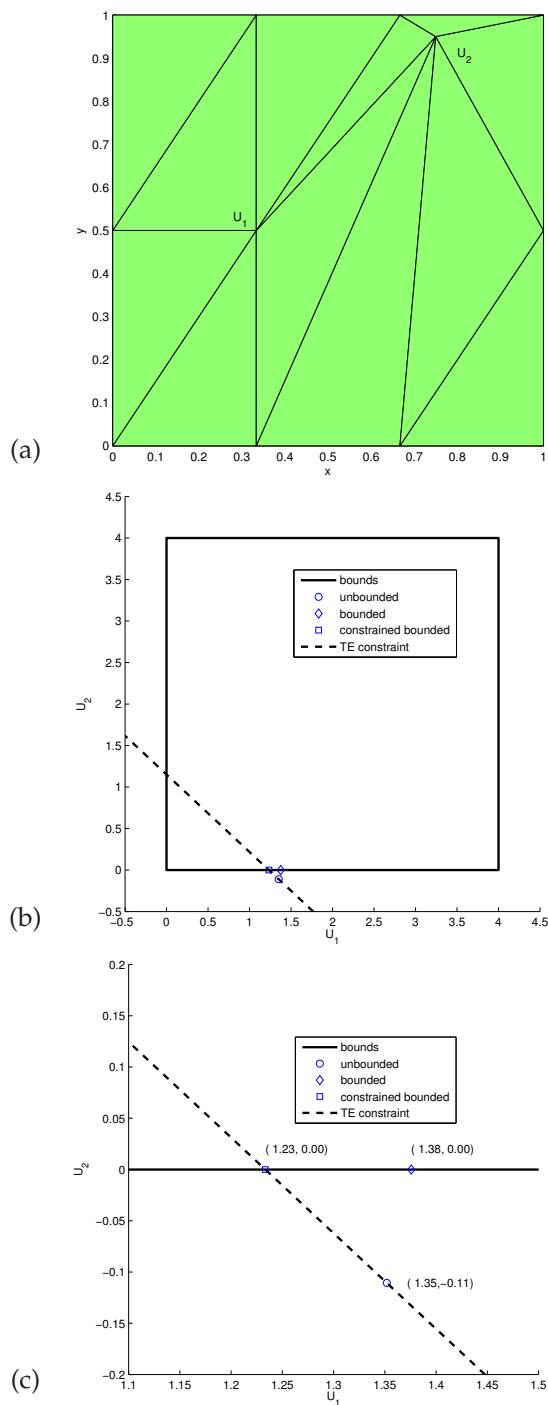 1
0.9
U2
0.8
0.7
0.6
U1
0.5
y
0.4
0.3
0.2
0.1
0
(a)
0 0.1 0.2 0.3 0.4 0.5 0.6 0.7 0.8 0.9 1
x
4.5
4
3.5
bounds
unbounded
bounded
constrained bounded
TE constraint
3
2.5
2
U2
1.5
1
0.5
0
−0.5
(b)
−0.5 0 0.5 1 1.5 2 2.5 3 3.5 4 4.5
U1
0.2
0.15
bounds
unbounded
bounded
constrained bounded
TE constraint
0.1
0.05
( 1.23, 0.00) ( 1.38, 0.00)
U2
0
−0.05
−0.1
( 1.35,−0.11)
−0.15
−0.2
(c)
1.1 1.15 1.2 1.25 1.3 1.35 1.4 1.45 1.5
U1